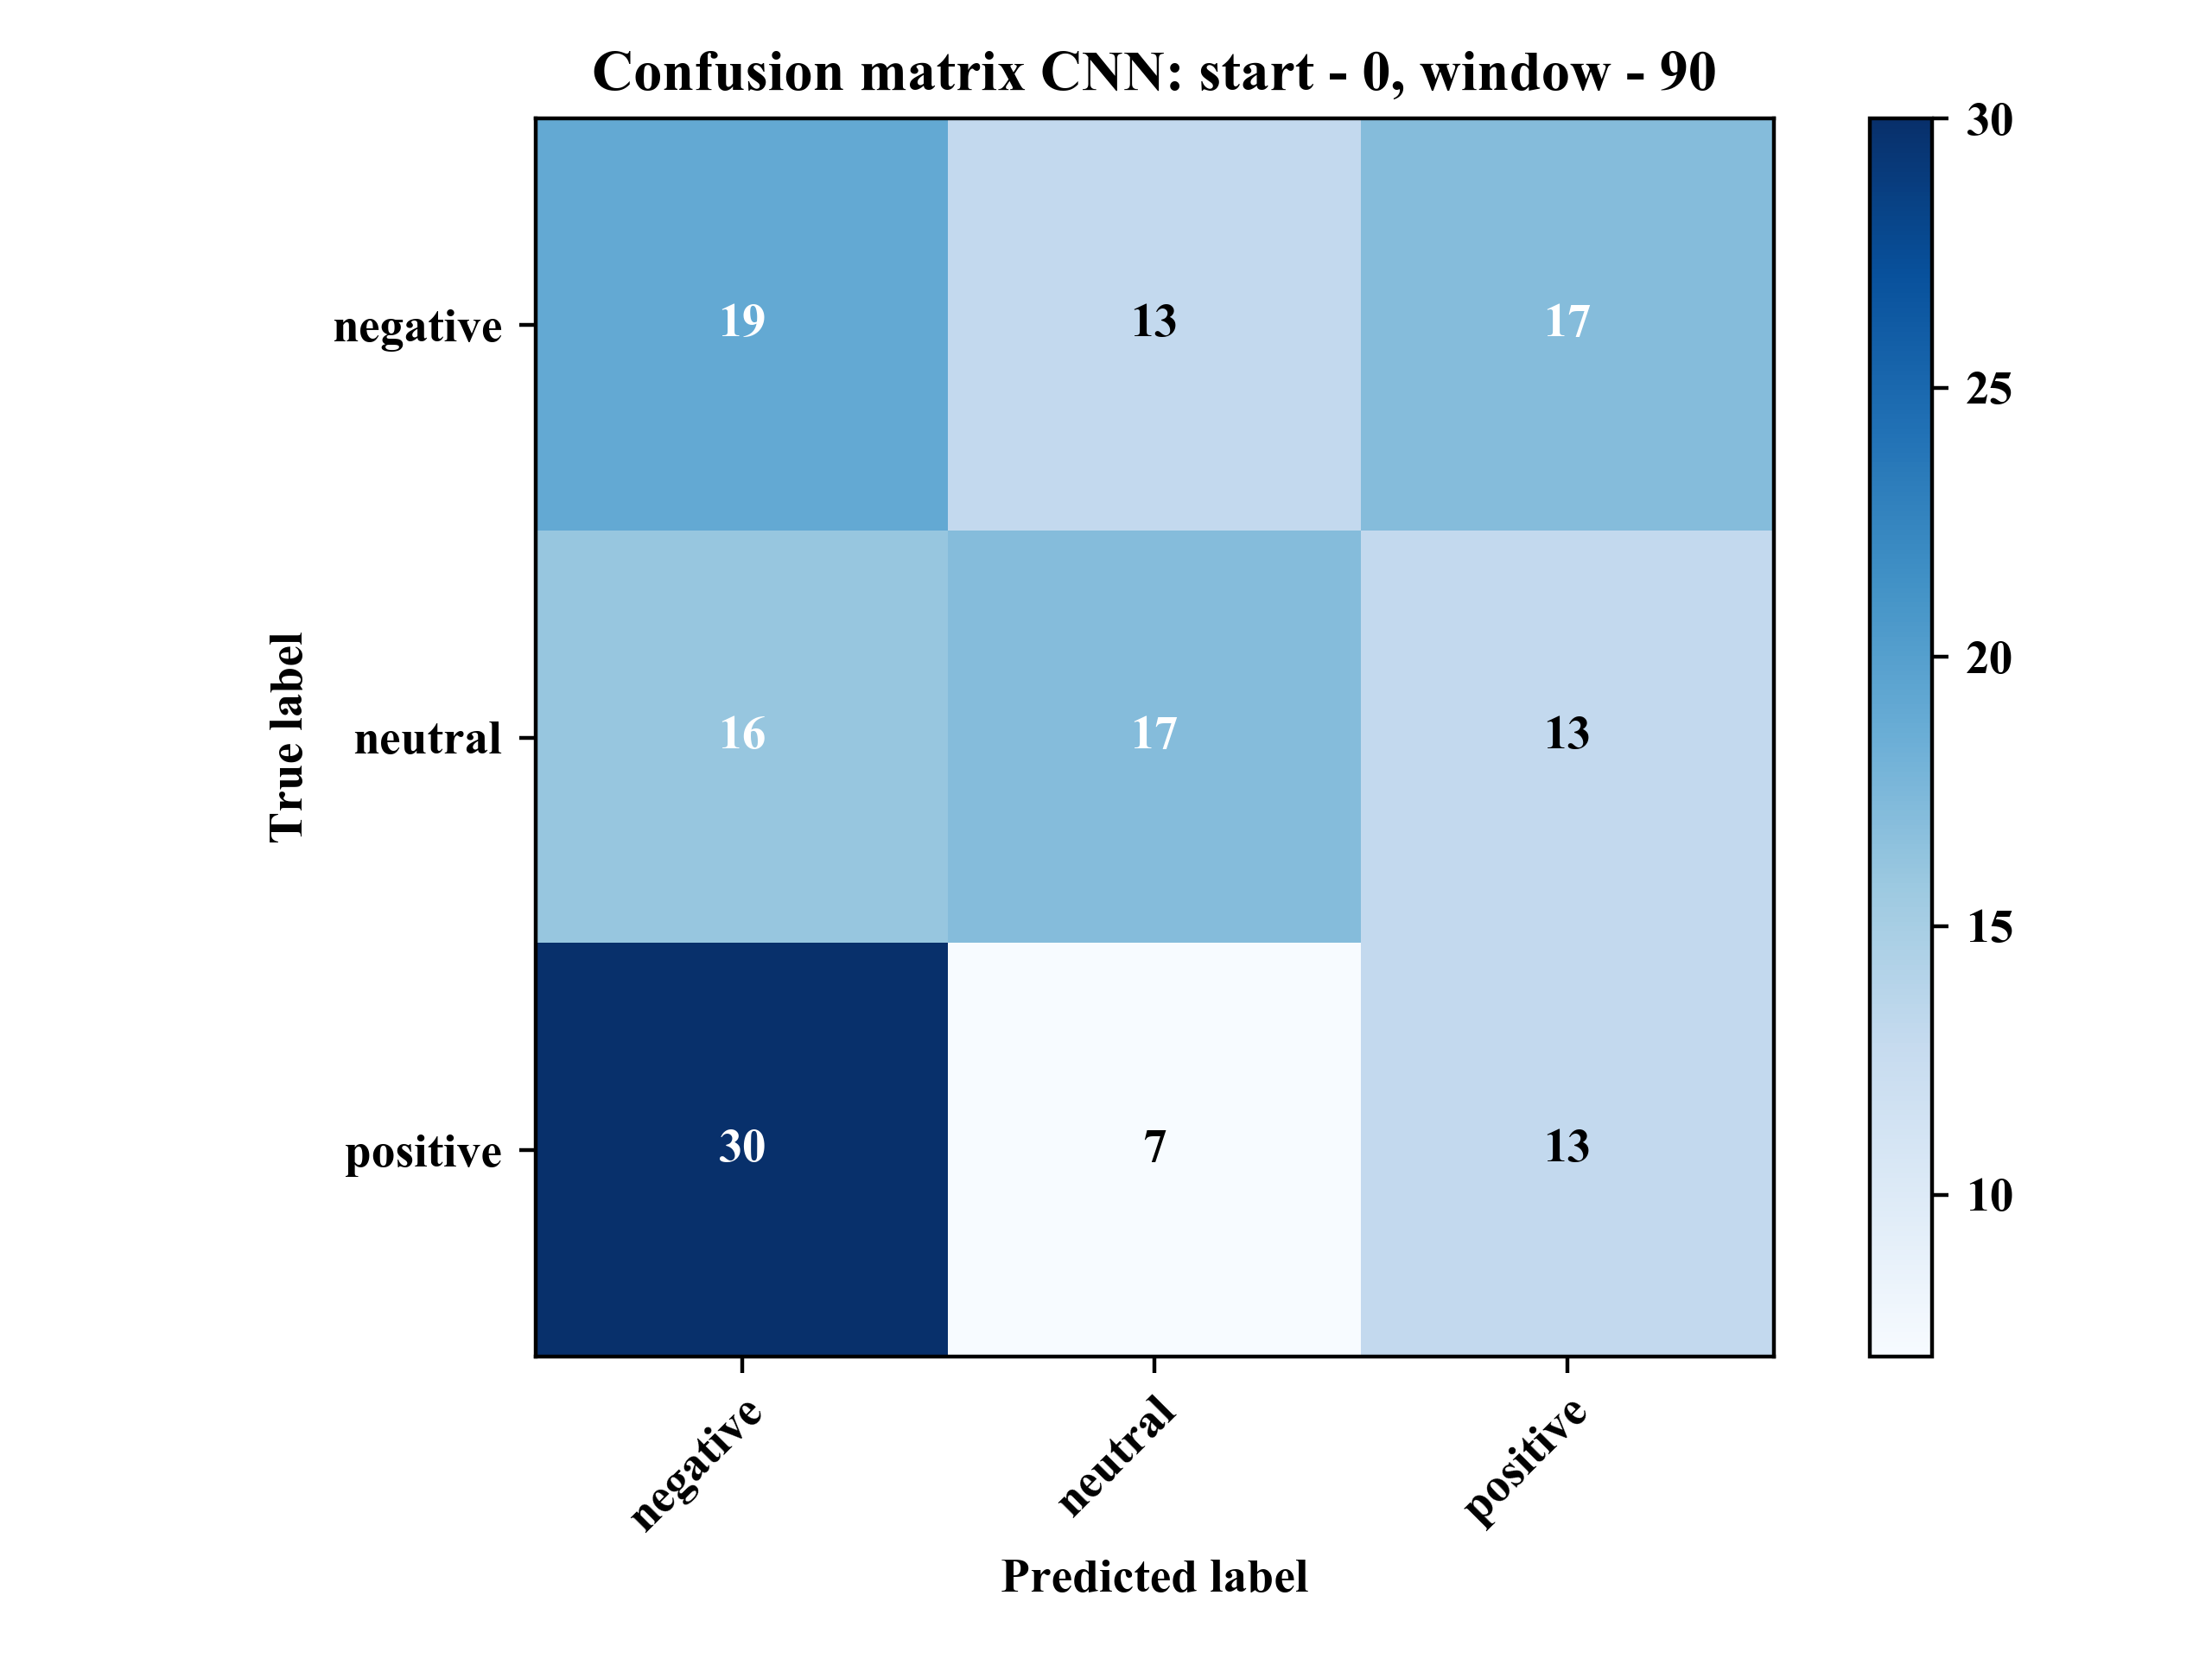 Confusion matrix CNN: start - 0, window - 90
30
25
20
15
10
True label
negative
neutral
positive
19 13 17
16 17 13
30 7 13
negative
neutral
positive
Predicted label